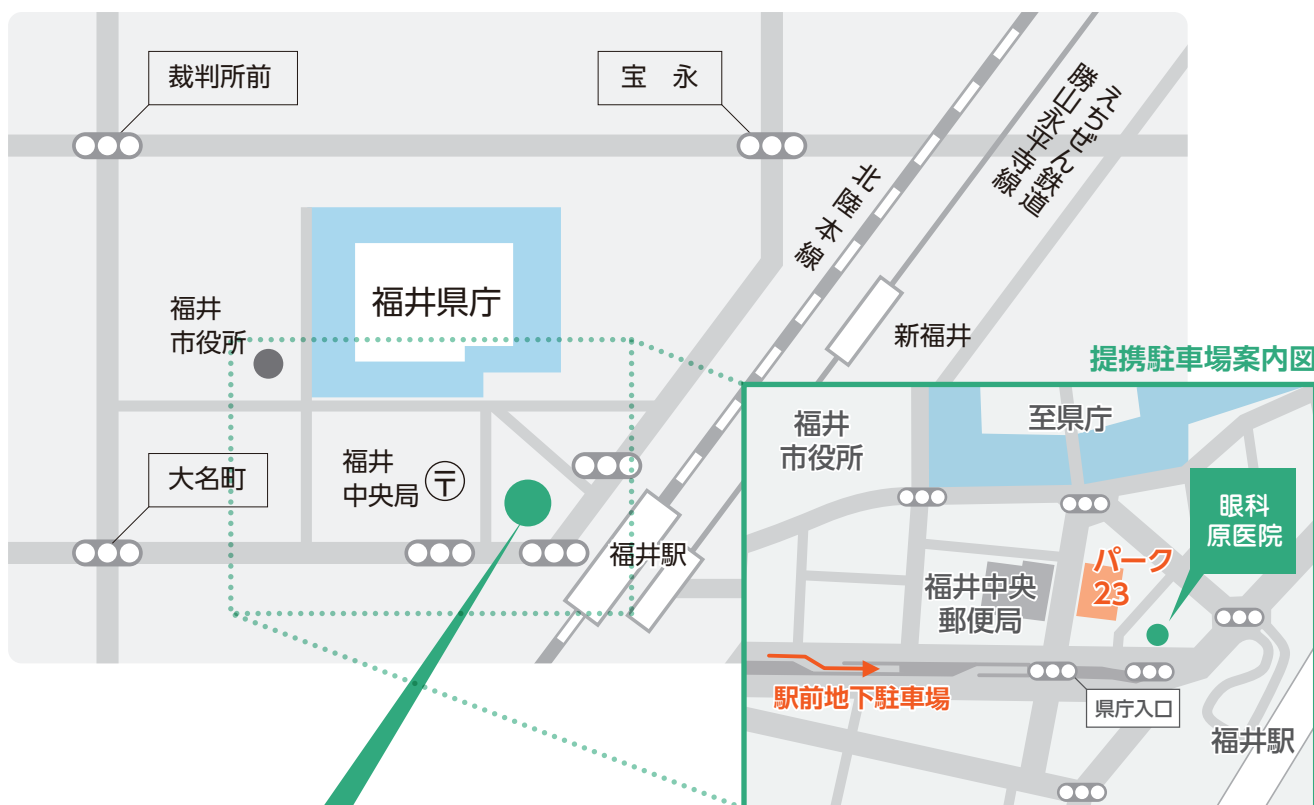 裁判所前
宝　永
えちぜん鉄道
勝山永平寺線
北陸本線
福井県庁
福井
市役所
新福井
大名町
福井
中央局
〒
福井駅
提携駐車場案内図
福井
市役所
至県庁
眼科
原医院
パーク
23
福井中央
郵便局
駅前地下駐車場
県庁入口
福井駅